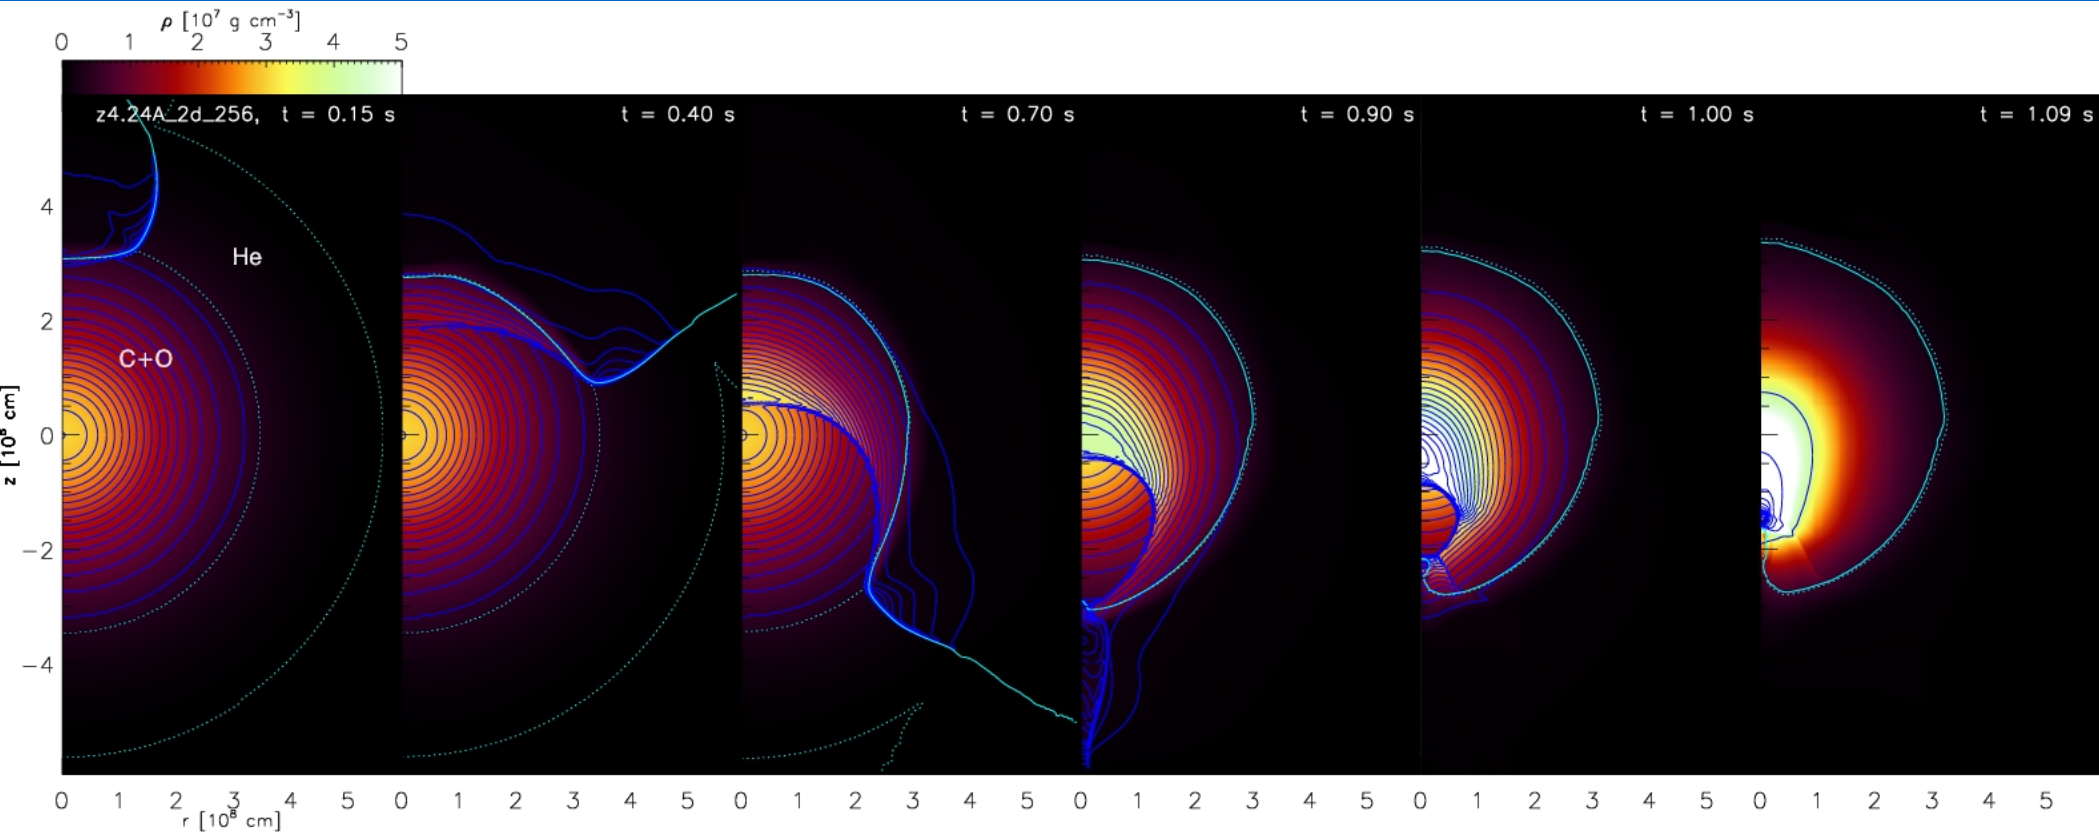 ρ [10⁷ g cm⁻³]
0 1 2 3 4 5
z4.24A_2d_256, t = 0.15 s
t = 0.40 s
t = 0.70 s
t = 0.90 s
t = 1.00 s
t = 1.09 s
He
C+O
4
2
0
−2
−4
z [10⁸ cm]
0 1 2 3 4 5 0 1 2 3 4 5 0 1 2 3 4 5 0 1 2 3 4 5 0 1 2 3 4 5 0 1 2 3 4 5
r [10⁸ cm]